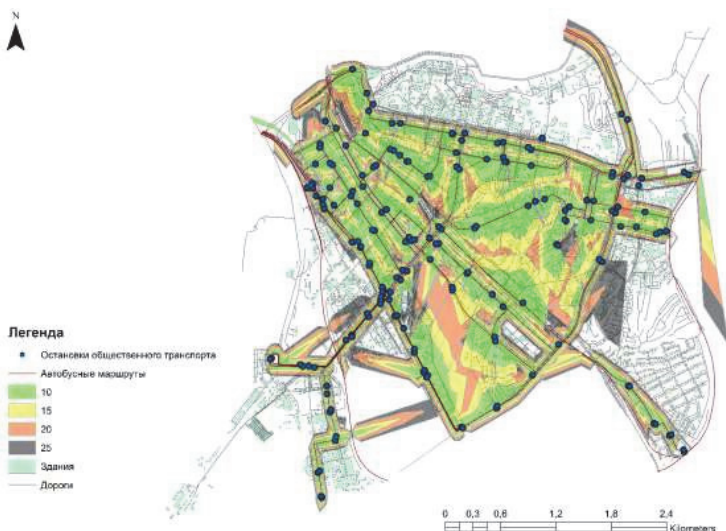 N
Легенда
Остановки общественного транспорта
Автобусные маршруты
10
15
20
25
Здания
Дороги
0 0,3 0,6 1,2 1,8 2,4
Kilometers